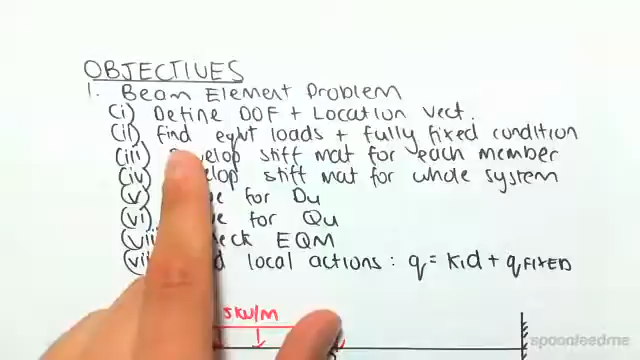 OBJECTIVES
1. Beam Element Problem
(i) Define DOF + Location Vect.
(ii) find eqvt loads + fully fixed condition
(iii) stiff mat for each member
(iv) stiff mat for whole system
(v) for Du
(vi) for Qu
EQM
local actions : q = kld + qFIXED
5kN/M
spoonfeedme